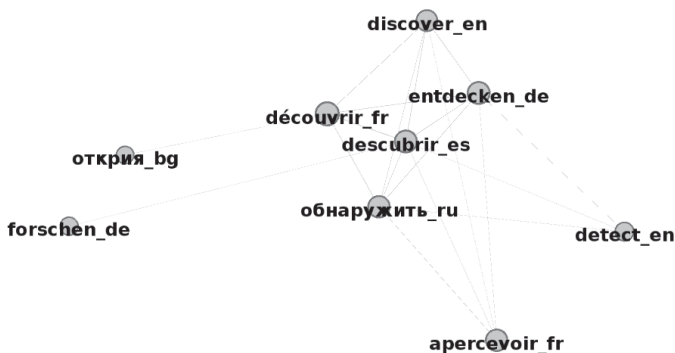 discover_en
entdecken_de
découvrir_fr
descubrir_es
открия_bg
обнаружить_ru
forschen_de
detect_en
apercevoir_fr